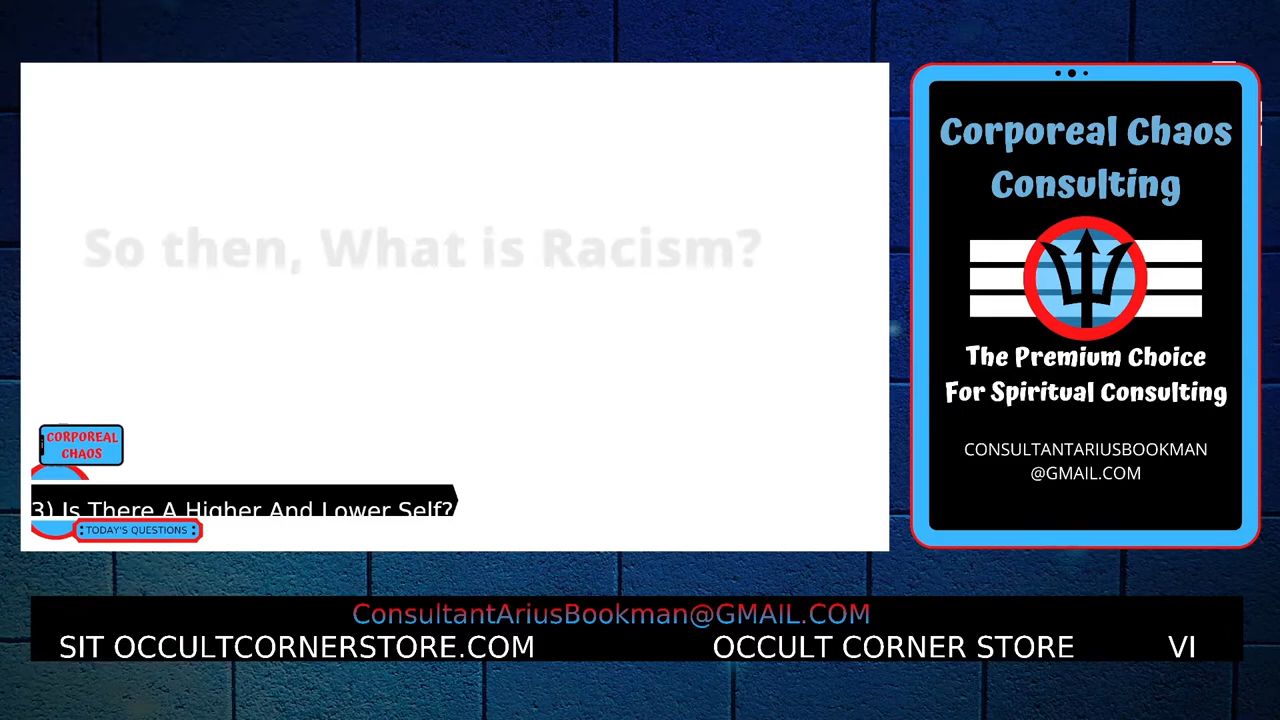 So then, What is Racism?
CORPOREAL
CHAOS
3) Is There A Higher And Lower Self?
TODAY'S QUESTIONS
Corporeal Chaos
Consulting
The Premium Choice
For Spiritual Consulting
CONSULTANTARIUSBOOKMAN
@GMAIL.COM
ConsultantAriusBookman@GMAIL.COM
SIT OCCULTCORNERSTORE.COM OCCULT CORNER STORE VI